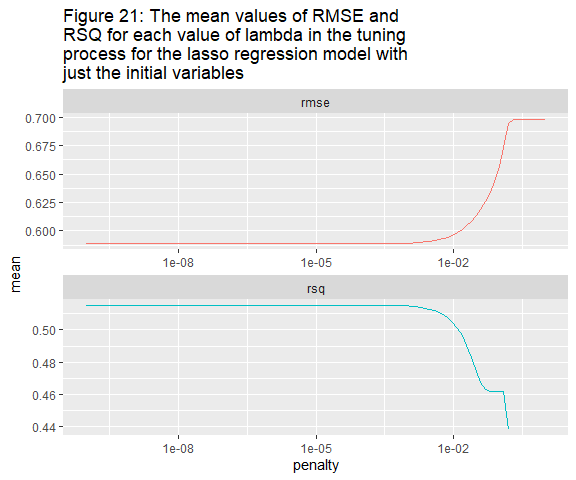 Figure 21: The mean values of RMSE and
RSQ for each value of lambda in the tuning
process for the lasso regression model with
just the initial variables
rmse
0.700
0.675
0.650
0.625
0.600
1e-08 1e-05 1e-02
mean
rsq
0.50
0.48
0.46
0.44
1e-08 1e-05 1e-02
penalty